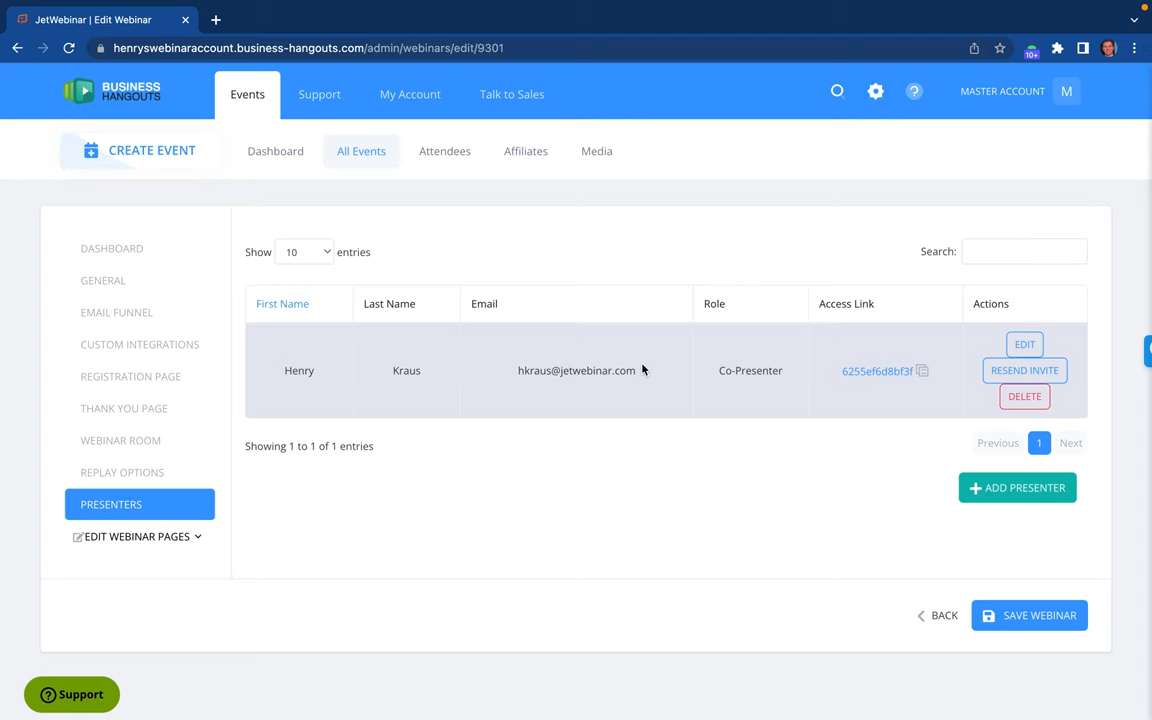 JetWebinar | Edit Webinar
henryswebinaraccount.business-hangouts.com/admin/webinars/edit/9301
10+
BUSINESS
HANGOUTS
Events
Support
My Account
Talk to Sales
MASTER ACCOUNT
M
CREATE EVENT
Dashboard
All Events
Attendees
Affiliates
Media
DASHBOARD
GENERAL
EMAIL FUNNEL
CUSTOM INTEGRATIONS
REGISTRATION PAGE
THANK YOU PAGE
WEBINAR ROOM
REPLAY OPTIONS
PRESENTERS
EDIT WEBINAR PAGES
Show 10 entries
Search:
First Name Last Name Email Role Access Link Actions
Henry Kraus hkraus@jetwebinar.com Co-Presenter 6255ef6d8bf3f
EDIT
RESEND INVITE
DELETE
Showing 1 to 1 of 1 entries
Previous 1 Next
ADD PRESENTER
BACK
SAVE WEBINAR
Support